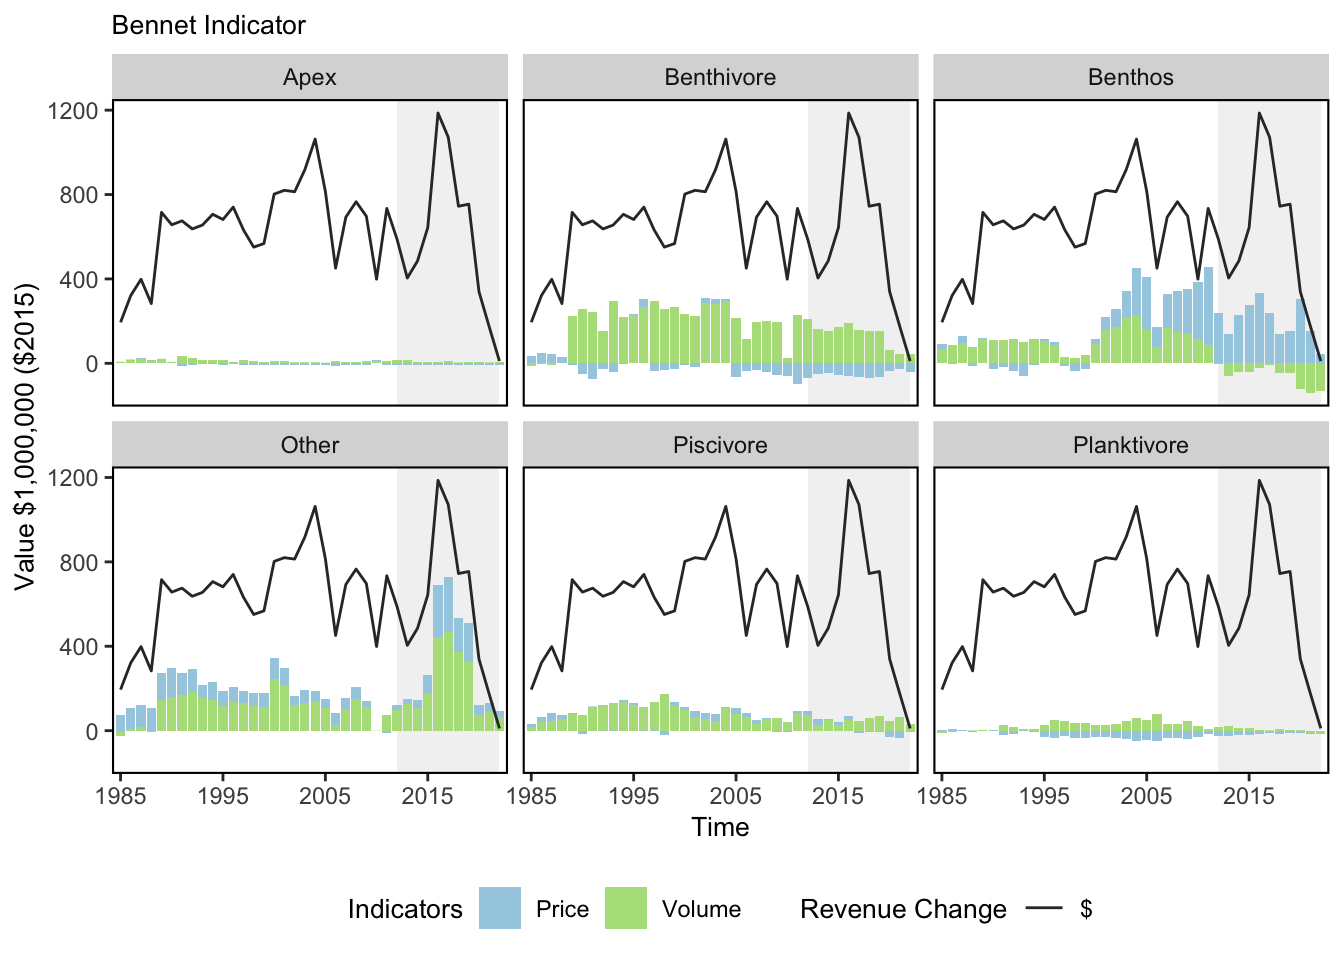 Bennet Indicator
Apex Benthivore Benthos
1200
800
400
0
Other Piscivore Planktivore
1200
800
400
0
Value $1,000,000 ($2015)
1985 1995 2005 2015 1985 1995 2005 2015 1985 1995 2005 2015
Time
Indicators Price Volume Revenue Change $